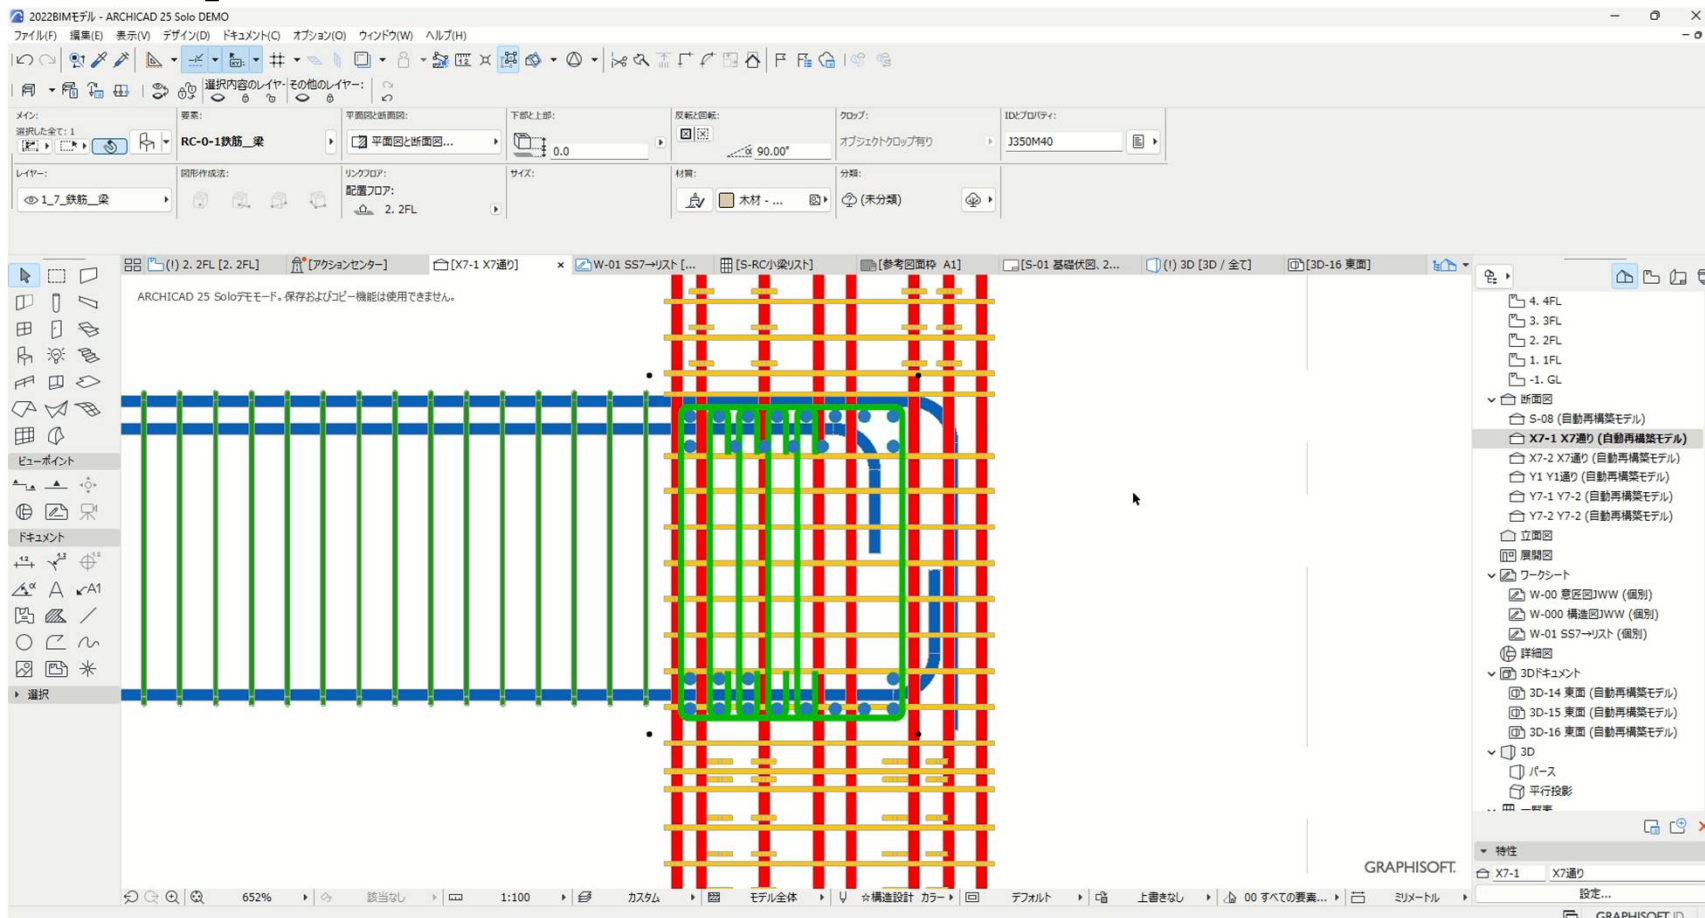 2022BIMモデル - ARCHICAD 25 Solo DEMO
ファイル(F) 編集(E) 表示(V) デザイン(D) ドキュメント(C) オプション(O) ウィンドウ(W) ヘルプ(H)
選択内容のレイヤ- その他のレイヤー:
メイン: 要素: 平面図と断面図: 下部と上部: 反転と回転: クロップ: IDとプロパティ:
選択した全て: 1
RC-0-1鉄筋__梁 平面図と断面図... 0.0 90.00° オブジェクトクロップ有り J350M40
レイヤー: 図形作成法: リンクフロア: サイズ: 材質: 分類:
配置フロア:
1_7_鉄筋__梁 2. 2FL 木材 - ... (未分類)
(!) 2. 2FL [2. 2FL] [アクションセンター] [X7-1 X7通り] × W-01 SS7→リスト [... [S-RC小梁リスト] [参考図面枠 A1] [S-01 基礎伏図、2... (!) 3D [3D / 全て] [3D-16 東面]
ARCHICAD 25 Soloデモモード。保存およびコピー機能は使用できません。
ビューポイント
ドキュメント
A1
選択
4. 4FL
3. 3FL
2. 2FL
1. 1FL
-1. GL
断面図
S-08 (自動再構築モデル)
X7-1 X7通り (自動再構築モデル)
X7-2 X7通り (自動再構築モデル)
Y1 Y1通り (自動再構築モデル)
Y7-1 Y7-2 (自動再構築モデル)
Y7-2 Y7-2 (自動再構築モデル)
立面図
展開図
ワークシート
W-00 意匠図JWW (個別)
W-000 構造図JWW (個別)
W-01 SS7→リスト (個別)
詳細図
3Dドキュメント
3D-14 東面 (自動再構築モデル)
3D-15 東面 (自動再構築モデル)
3D-16 東面 (自動再構築モデル)
3D
パース
平行投影
一覧表
特性
X7-1 X7通り
設定...
GRAPHISOFT.
652% 該当なし 1:100 カスタム モデル全体 ☆構造設計 カラー デフォルト 上書きなし 00 すべての要素... ミリメートル
GRAPHISOFT ID